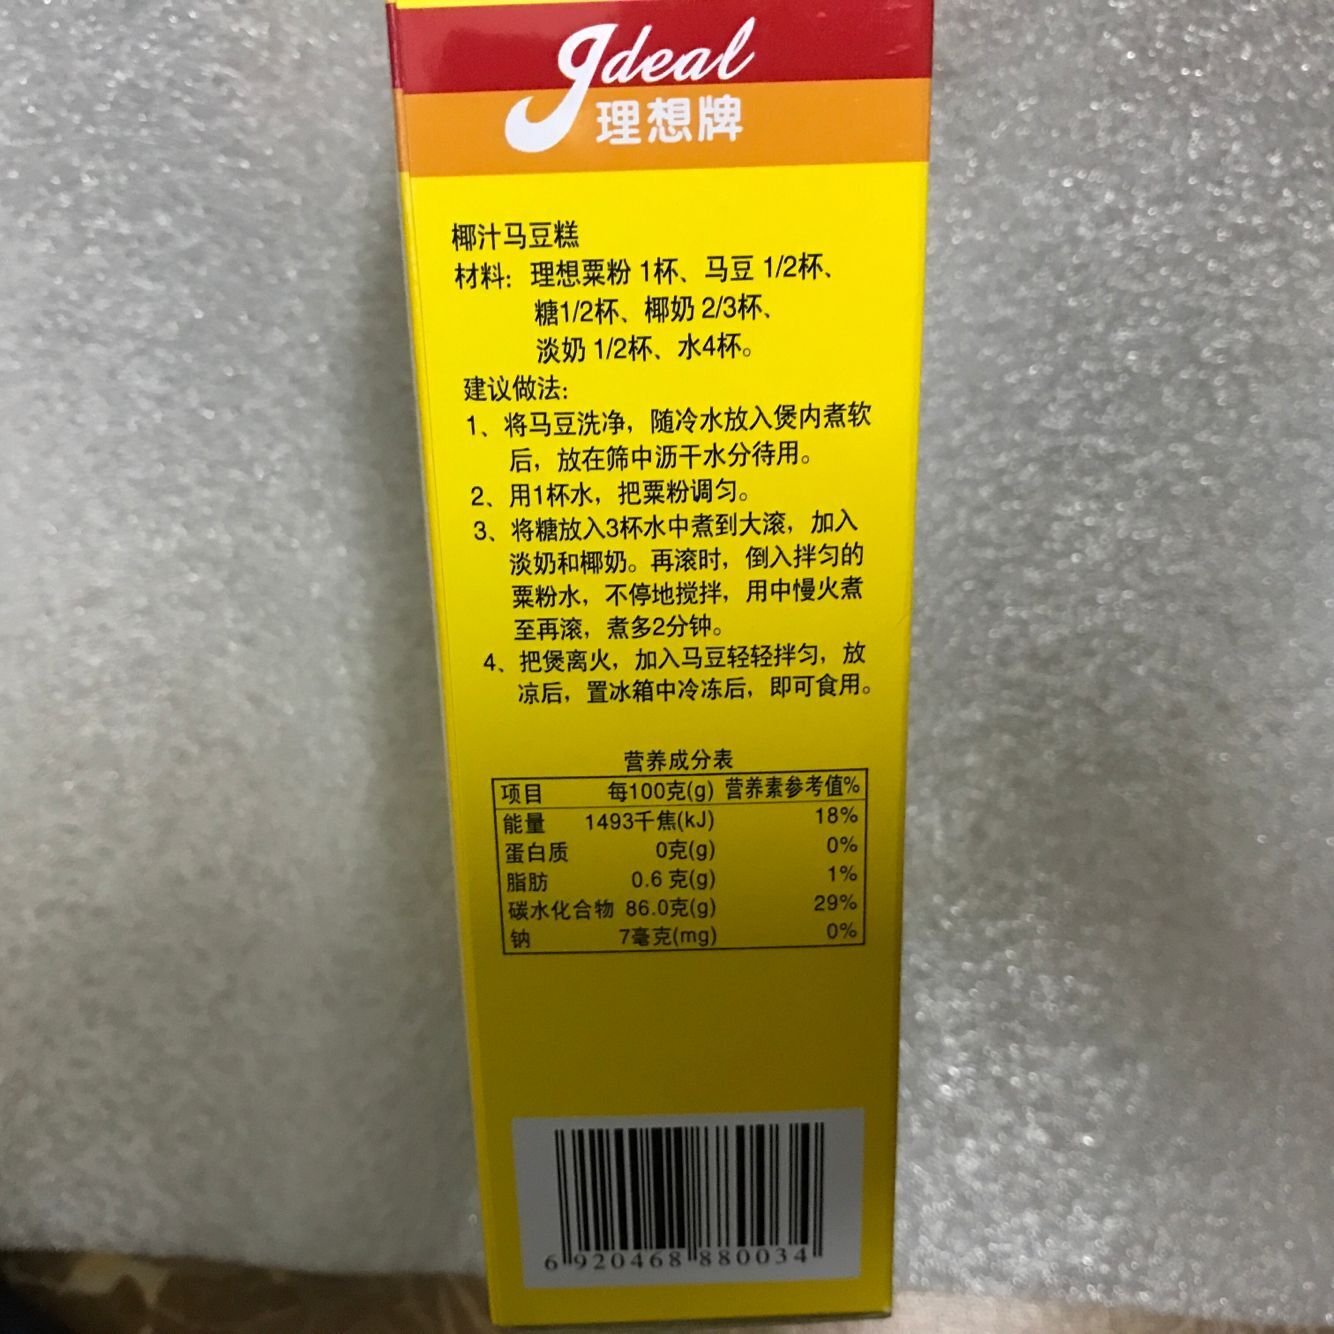 Ideal
理想牌
椰汁马豆糕
材料：理想粟粉 1杯、马豆 1/2杯、
糖1/2杯、椰奶 2/3杯、
淡奶 1/2杯、水4杯。
建议做法：
1、将马豆洗净，随冷水放入煲内煮软
后，放在筛中沥干水分待用。
2、用1杯水，把粟粉调匀。
3、将糖放入3杯水中煮到大滚，加入
淡奶和椰奶。再滚时，倒入拌匀的
粟粉水，不停地搅拌，用中慢火煮
至再滚，煮多2分钟。
4、把煲离火，加入马豆轻轻拌匀，放
凉后，置冰箱中冷冻后，即可食用。
营养成分表
项目 每100克(g) 营养素参考值%
能量 1493千焦(kJ) 18%
蛋白质 0克(g) 0%
脂肪 0.6 克(g) 1%
碳水化合物 86.0克(g) 29%
钠 7毫克(mg) 0%
6 920468 880034